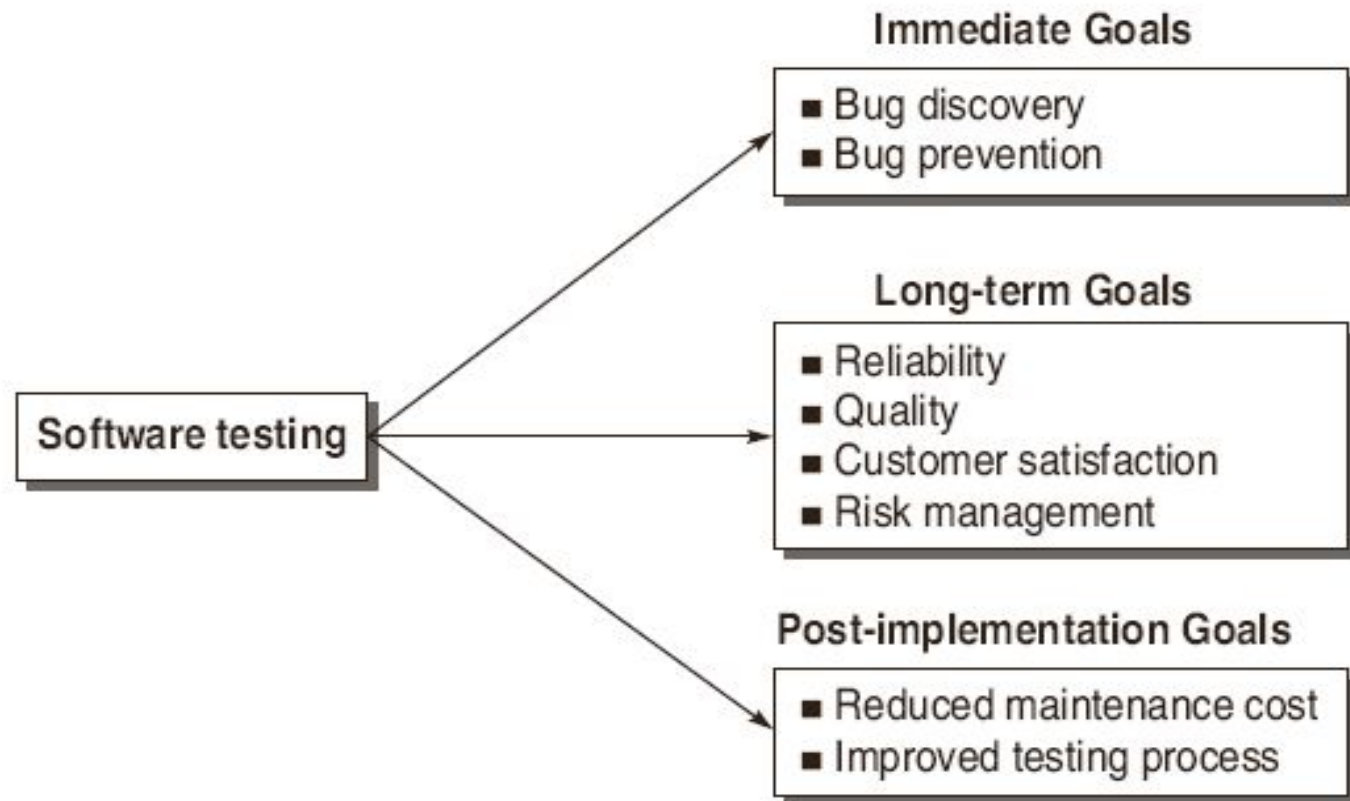 Immediate Goals
■ Bug discovery
■ Bug prevention
Long-term Goals
■ Reliability
■ Quality
■ Customer satisfaction
■ Risk management
Software testing
Post-implementation Goals
■ Reduced maintenance cost
■ Improved testing process